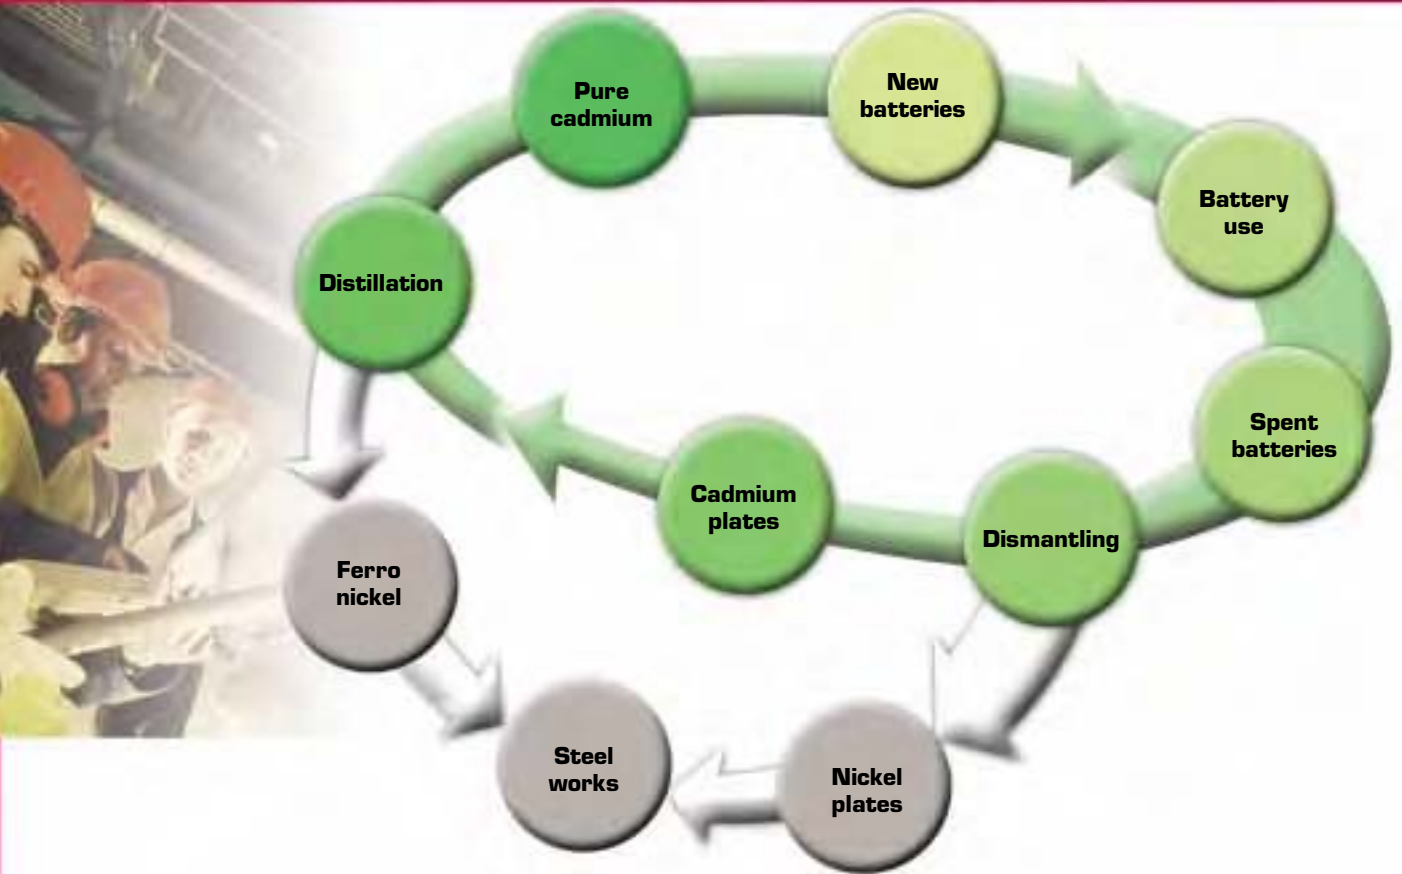 Pure
cadmium
New
batteries
Battery
use
Distillation
Spent
batteries
Cadmium
plates
Dismantling
Ferro
nickel
Steel
works
Nickel
plates